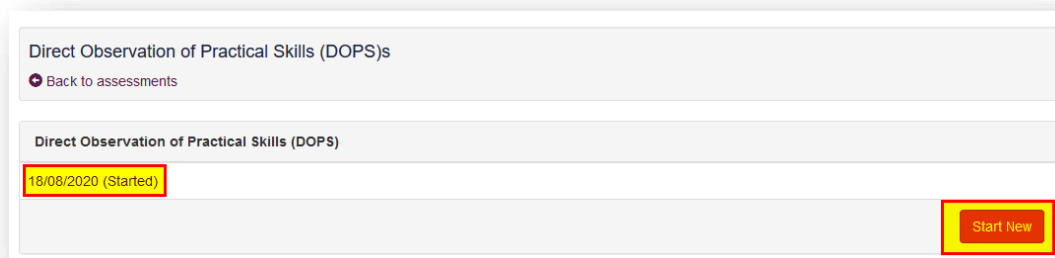 Direct Observation of Practical Skills (DOPS)s
Back to assessments
Direct Observation of Practical Skills (DOPS)
18/08/2020 (Started)
Start New